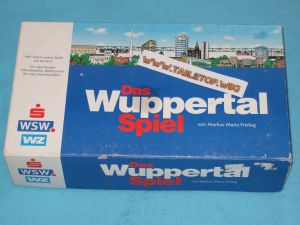 www.TABLETOP.WIKI
Das
Wuppertal
Spiel
von Markus Maria Freitag
S
WSW
WZ
Das
Wuppertal
Spiel